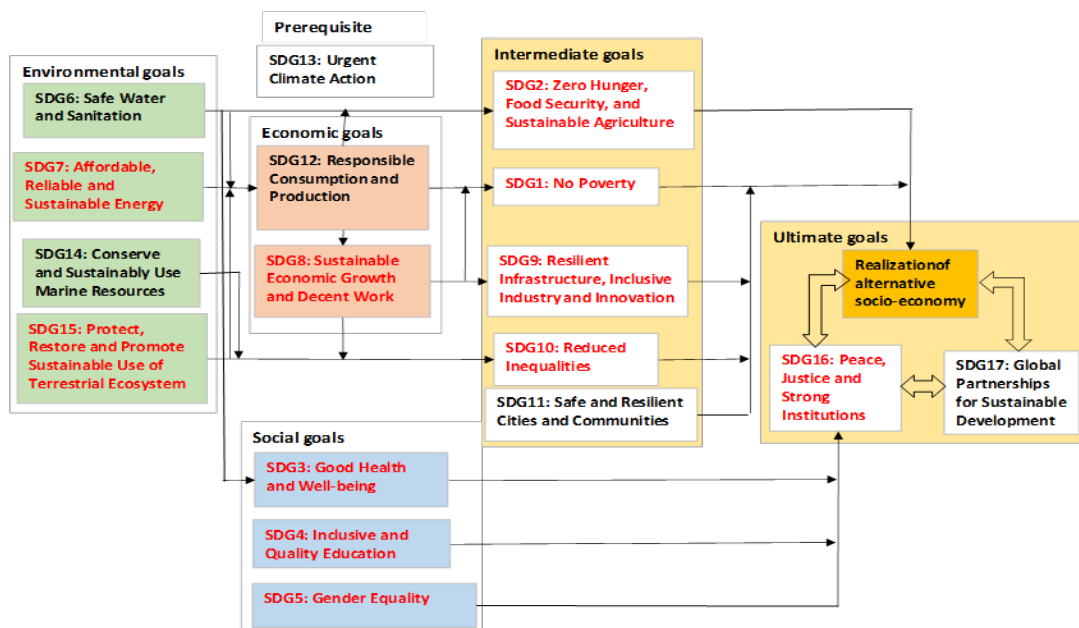 Prerequisite
SDG13: Urgent
Climate Action
Environmental goals
SDG6: Safe Water
and Sanitation
SDG7: Affordable,
Reliable and
Sustainable Energy
SDG14: Conserve
and Sustainably Use
Marine Resources
SDG15: Protect,
Restore and Promote
Sustainable Use of
Terrestrial Ecosystem
Economic goals
SDG12: Responsible
Consumption and
Production
SDG8: Sustainable
Economic Growth
and Decent Work
Intermediate goals
SDG2: Zero Hunger,
Food Security, and
Sustainable Agriculture
SDG1: No Poverty
SDG9: Resilient
Infrastructure, Inclusive
Industry and Innovation
SDG10: Reduced
Inequalities
SDG11: Safe and Resilient
Cities and Communities
Social goals
SDG3: Good Health
and Well-being
SDG4: Inclusive and
Quality Education
SDG5: Gender Equality
Ultimate goals
Realizationof
alternative
socio-economy
SDG16: Peace,
Justice and
Strong
Institutions
SDG17: Global
Partnerships
for Sustainable
Development